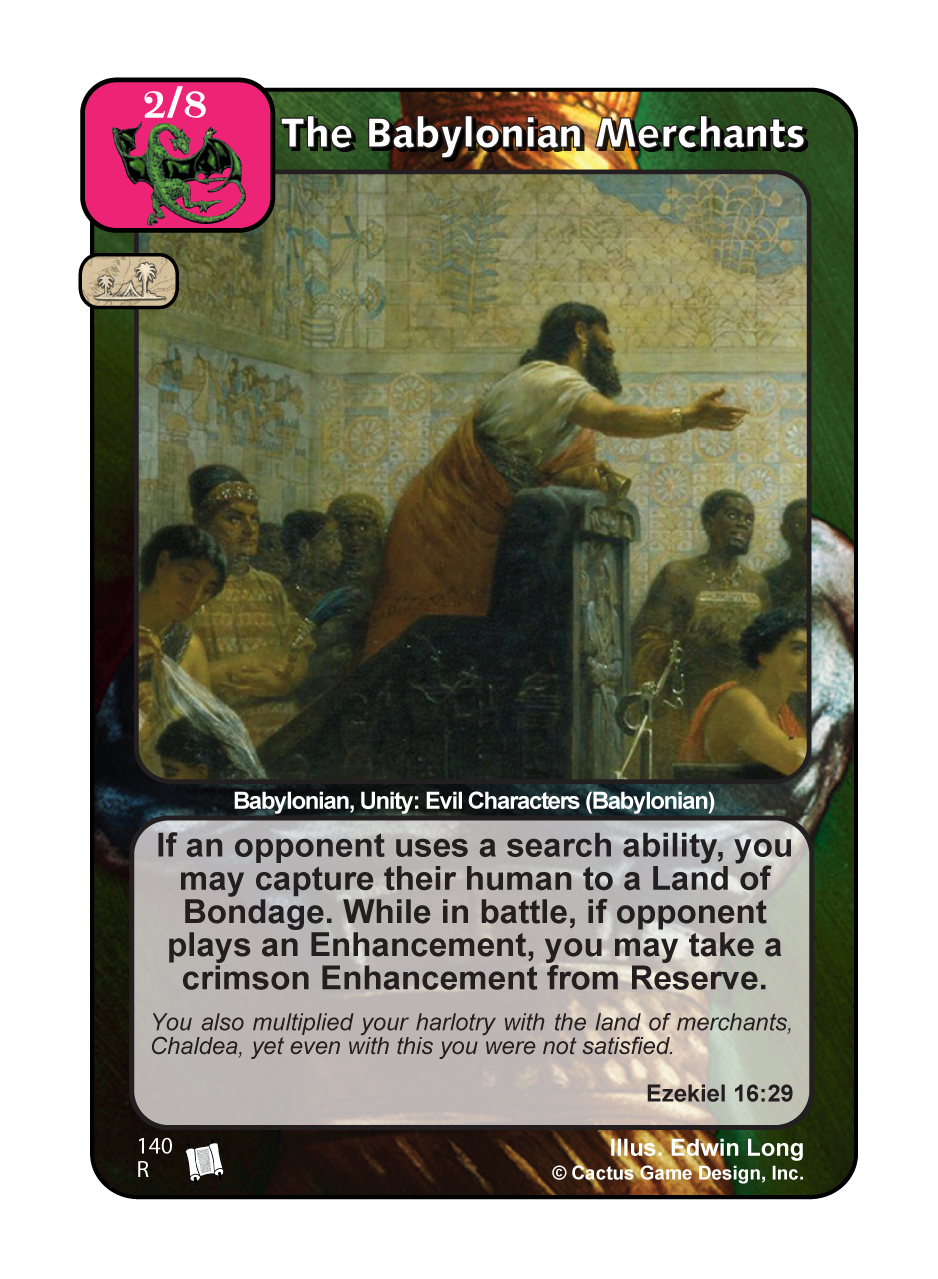 2/8
The Babylonian Merchants
Babylonian, Unity: Evil Characters (Babylonian)
If an opponent uses a search ability, you
may capture their human to a Land of
Bondage. While in battle, if opponent
plays an Enhancement, you may take a
crimson Enhancement from Reserve.
You also multiplied your harlotry with the land of merchants,
Chaldea, yet even with this you were not satisfied.
Ezekiel 16:29
140
R
Illus. Edwin Long
© Cactus Game Design, Inc.